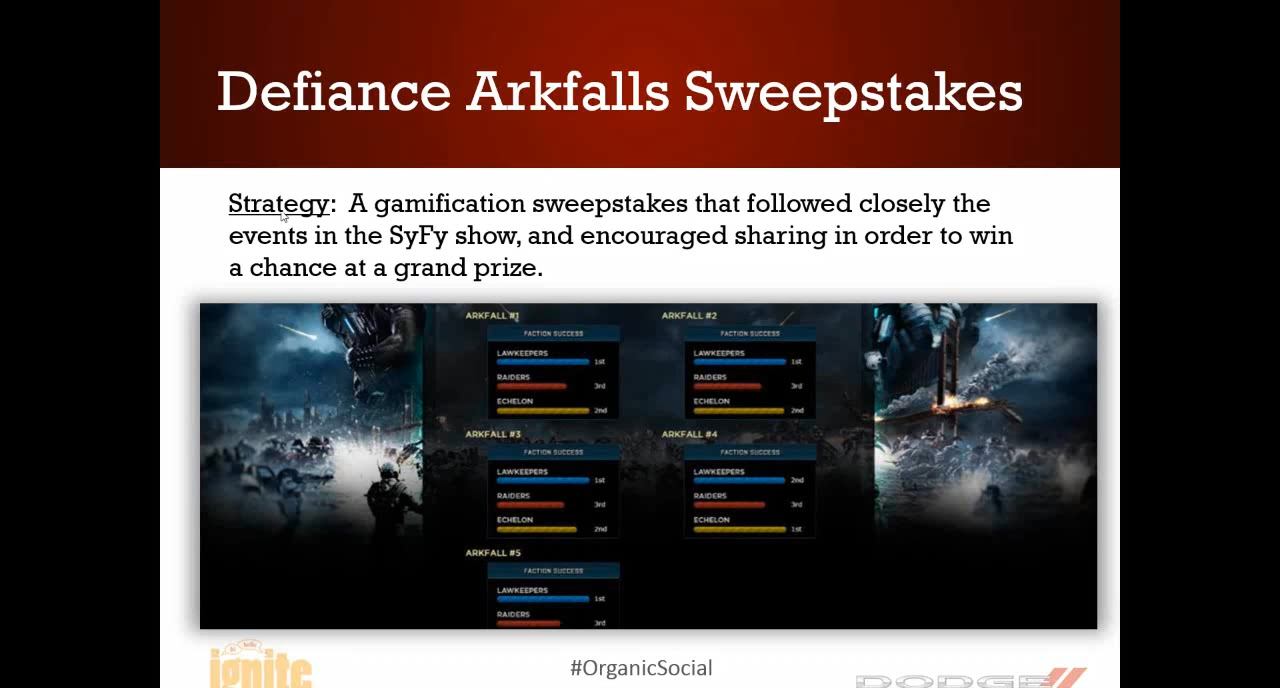 Defiance Arkfalls Sweepstakes
Strategy: A gamification sweepstakes that followed closely the
events in the SyFy show, and encouraged sharing in order to win
a chance at a grand prize.
ARKFALL #1
FACTION SUCCESS
LAWKEEPERS
1st
RAIDERS
3rd
ECHELON
2nd
ARKFALL #2
FACTION SUCCESS
LAWKEEPERS
1st
RAIDERS
3rd
ECHELON
2nd
ARKFALL #3
FACTION SUCCESS
LAWKEEPERS
1st
RAIDERS
3rd
ECHELON
2nd
ARKFALL #4
FACTION SUCCESS
LAWKEEPERS
2nd
RAIDERS
3rd
ECHELON
1st
ARKFALL #5
FACTION SUCCESS
LAWKEEPERS
1st
RAIDERS
3rd
ignite
#OrganicSocial
DODGE